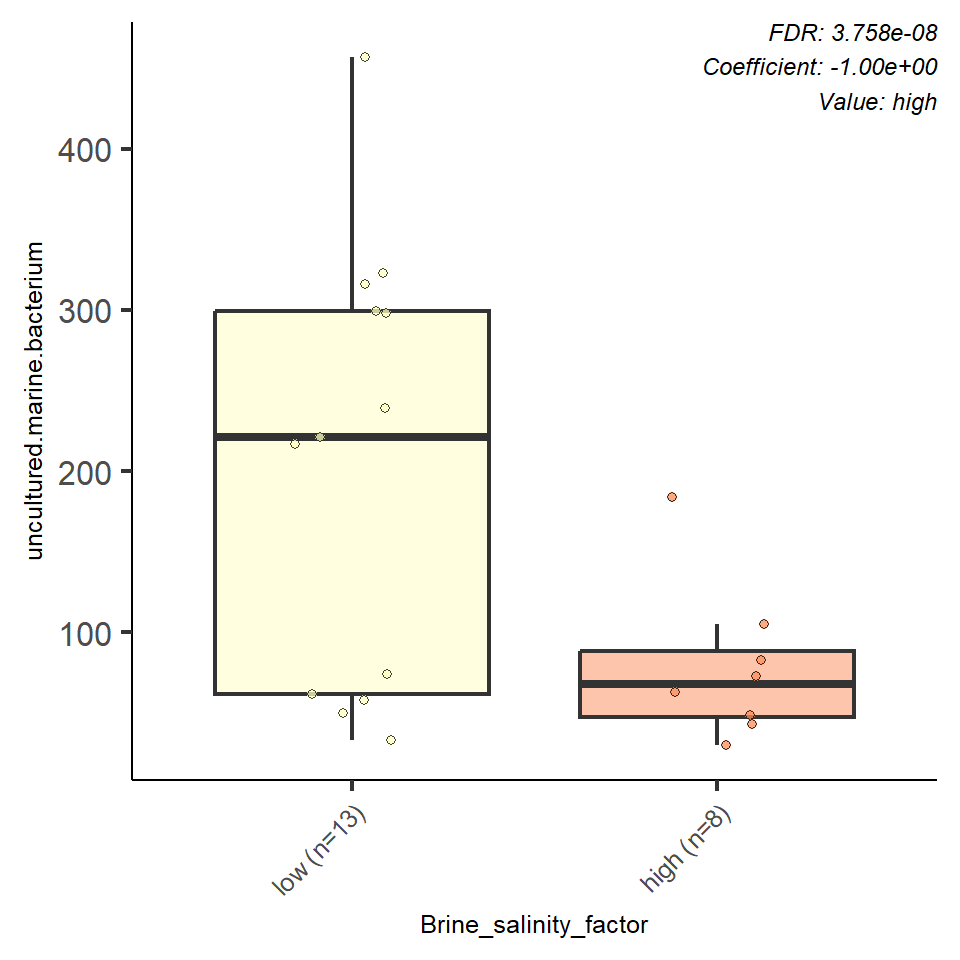 FDR: 3.758e-08
Coefficient: -1.00e+00
Value: high
400
300
200
100
uncultured.marine.bacterium
low (n=13)
high (n=8)
Brine_salinity_factor